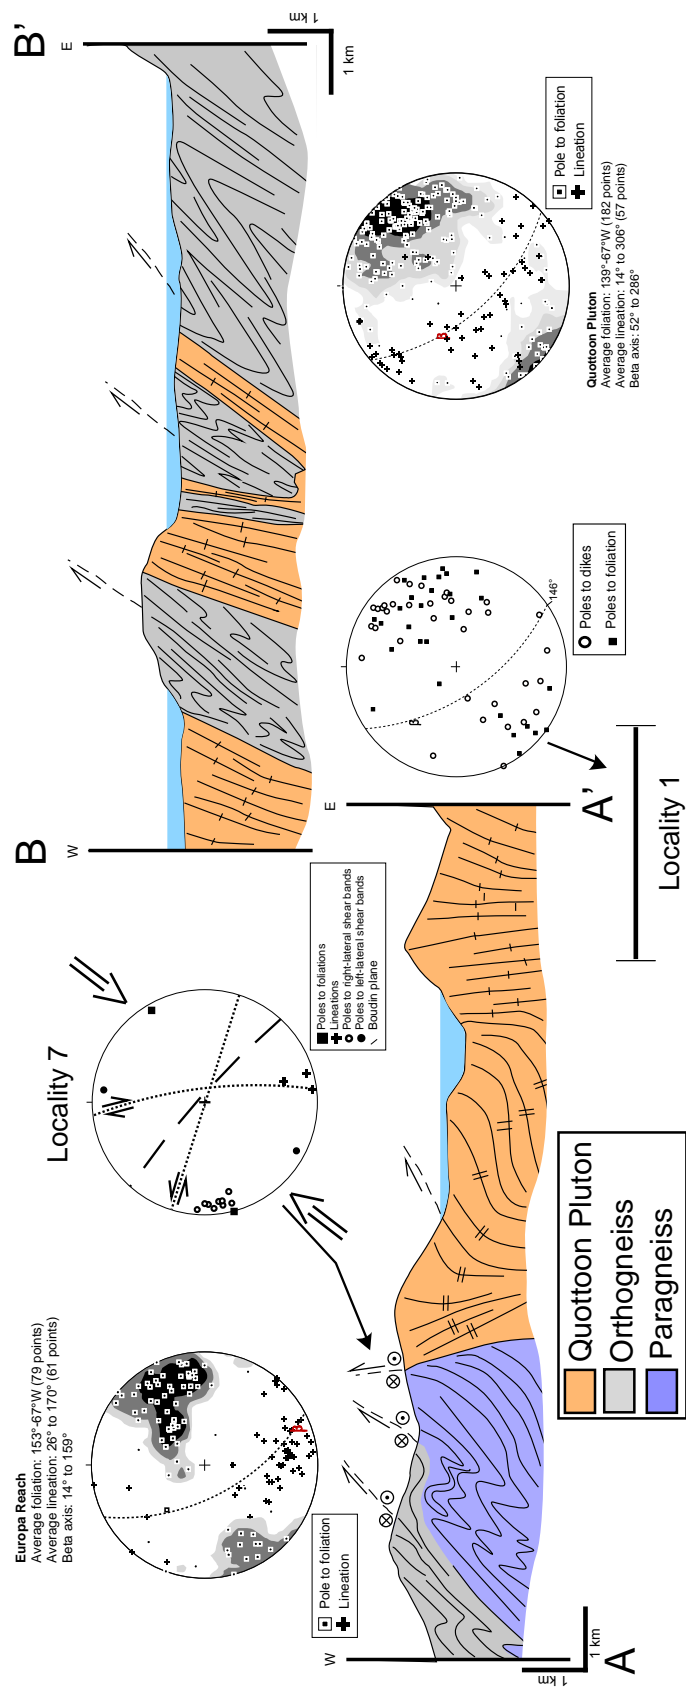 B
B'
W
E
1 km
1 km
Locality 7
Poles to foliations
Lineations
Poles to right-lateral shear bands
Poles to left-lateral shear bands
Boudin plane
Pole to foliation
Lineation
B
Quottoon Pluton
Average foliation: 139°-67°W (182 points)
Average lineation: 14° to 306° (57 points)
Beta axis: 52° to 286°
Europa Reach
Average foliation: 153°-67°W (79 points)
Average lineation: 26° to 170° (61 points)
Beta axis: 14° to 159°
Pole to foliation
Lineation
β
146°
Poles to dikes
Poles to foliation
W
E
A
A'
1 km
1 km
Locality 1
Quottoon Pluton
Orthogneiss
Paragneiss